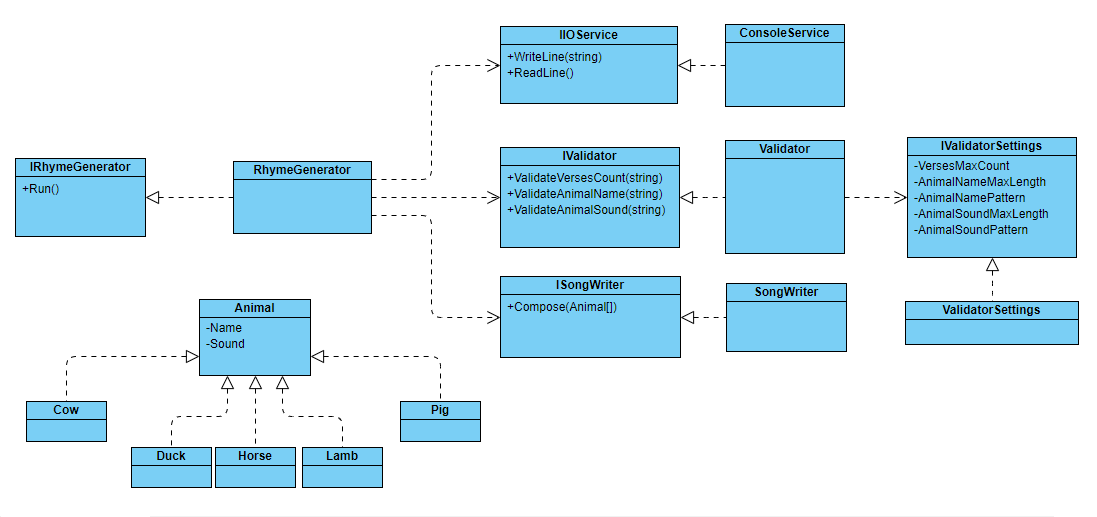 IIOService
+WriteLine(string)
+ReadLine()
ConsoleService
IRhymeGenerator
+Run()
RhymeGenerator
IValidator
+ValidateVersesCount(string)
+ValidateAnimalName(string)
+ValidateAnimalSound(string)
Validator
IValidatorSettings
-VersesMaxCount
-AnimalNameMaxLength
-AnimalNamePattern
-AnimalSoundMaxLength
-AnimalSoundPattern
ISongWriter
+Compose(Animal[])
SongWriter
ValidatorSettings
Animal
-Name
-Sound
Cow
Pig
Duck
Horse
Lamb